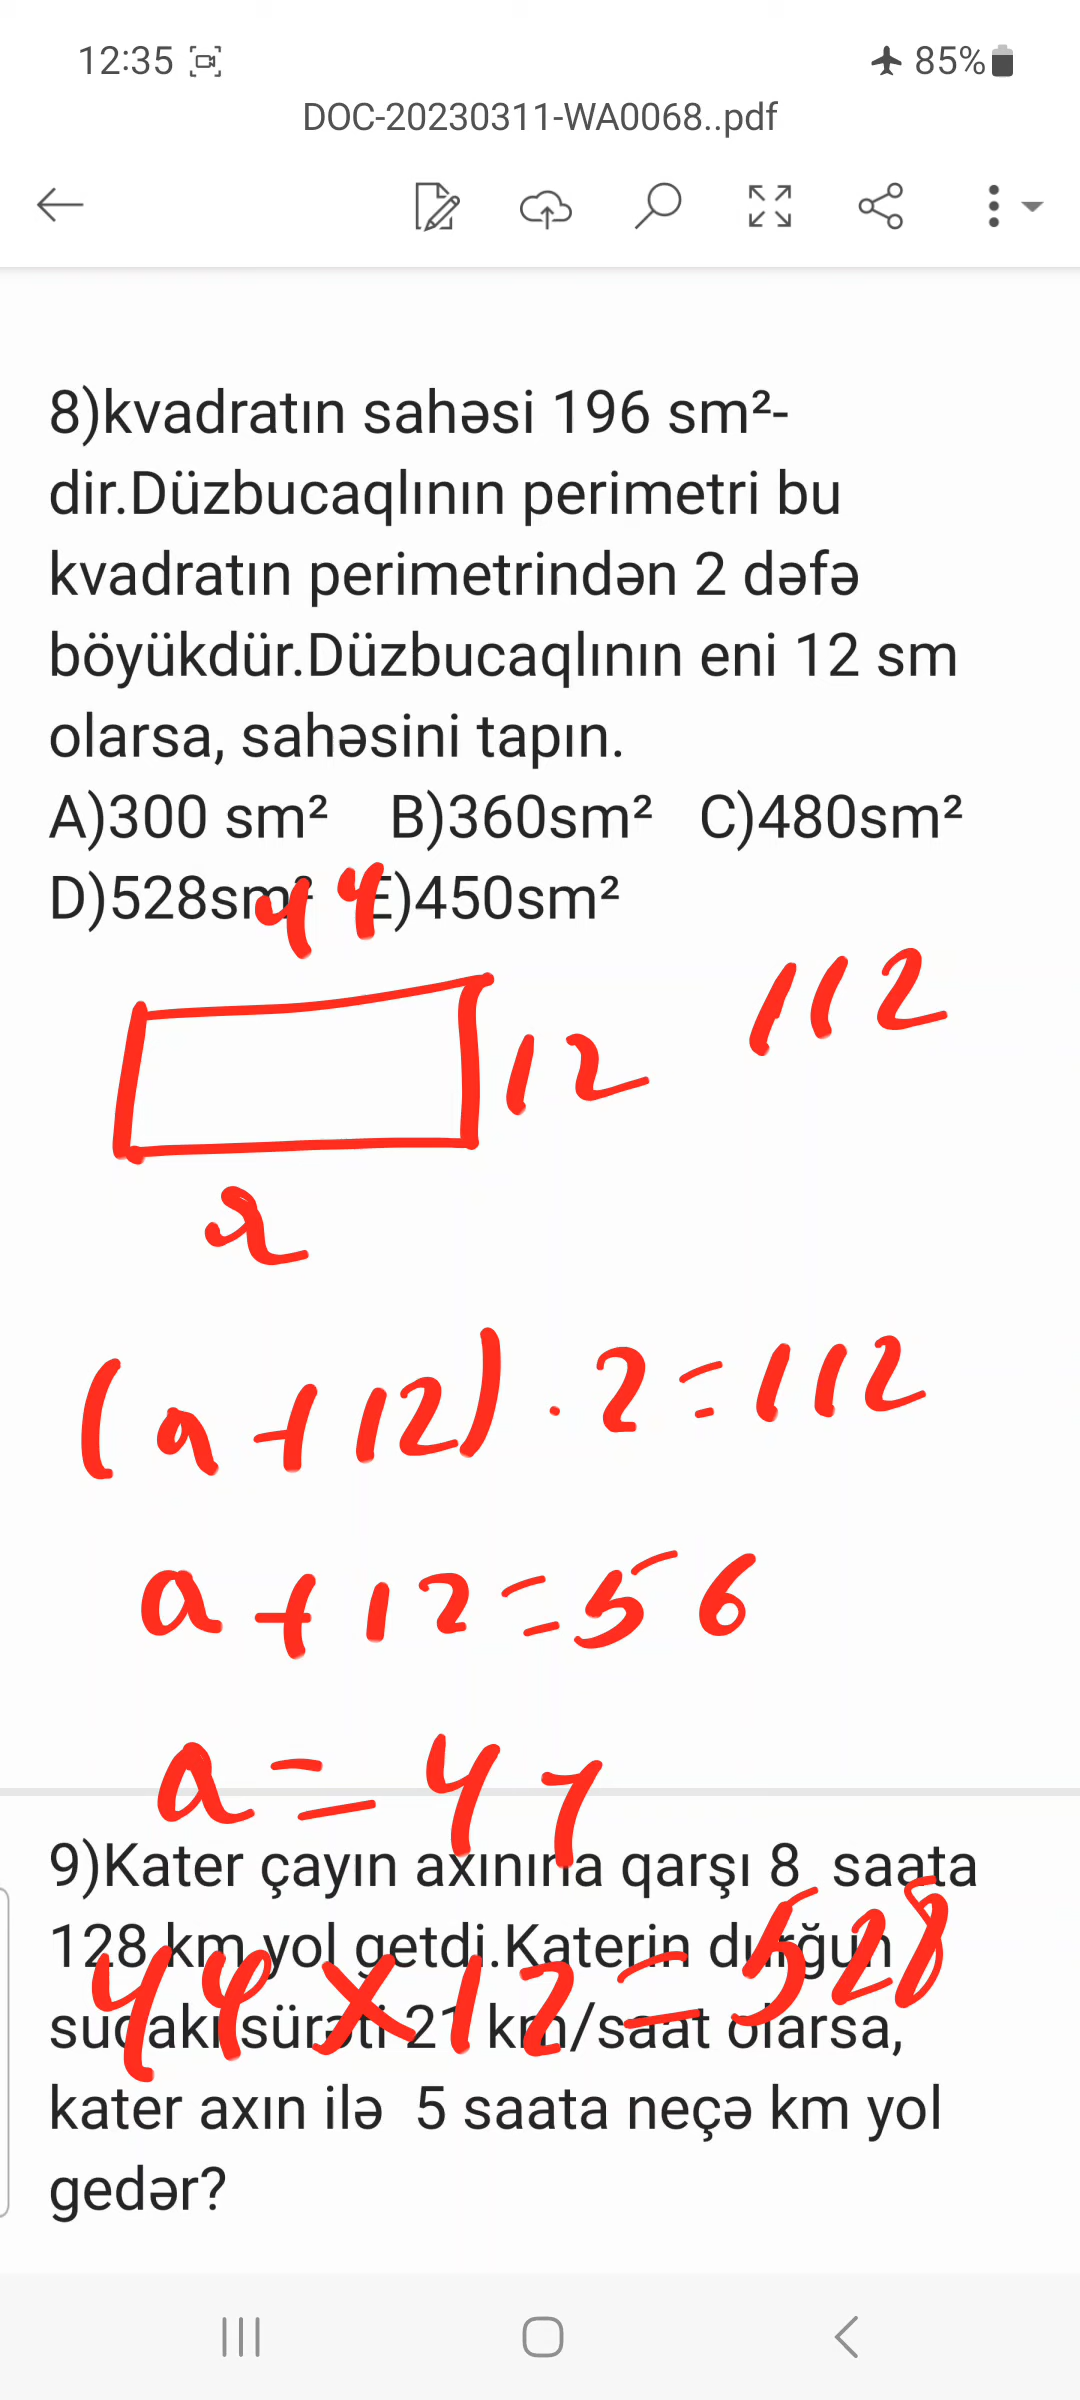 12:35
85%
DOC-20230311-WA0068..pdf
8)kvadratın sahəsi 196 sm²-
dir.Düzbucaqlının perimetri bu
kvadratın perimetrindən 2 dəfə
böyükdür.Düzbucaqlının eni 12 sm
olarsa, sahəsini tapın.
A)300 sm² B)360sm² C)480sm²
D)528sm² E)450sm²
44
112
12
a
(a+12).2=112
a+12=56
a=44
9)Kater çayın axınına qarşı 8 saata
128 km yol getdi.Katerin durğun
44x12=528
sudakı sürəti 21 km/saat olarsa,
kater axın ilə 5 saata neçə km yol
gedər?